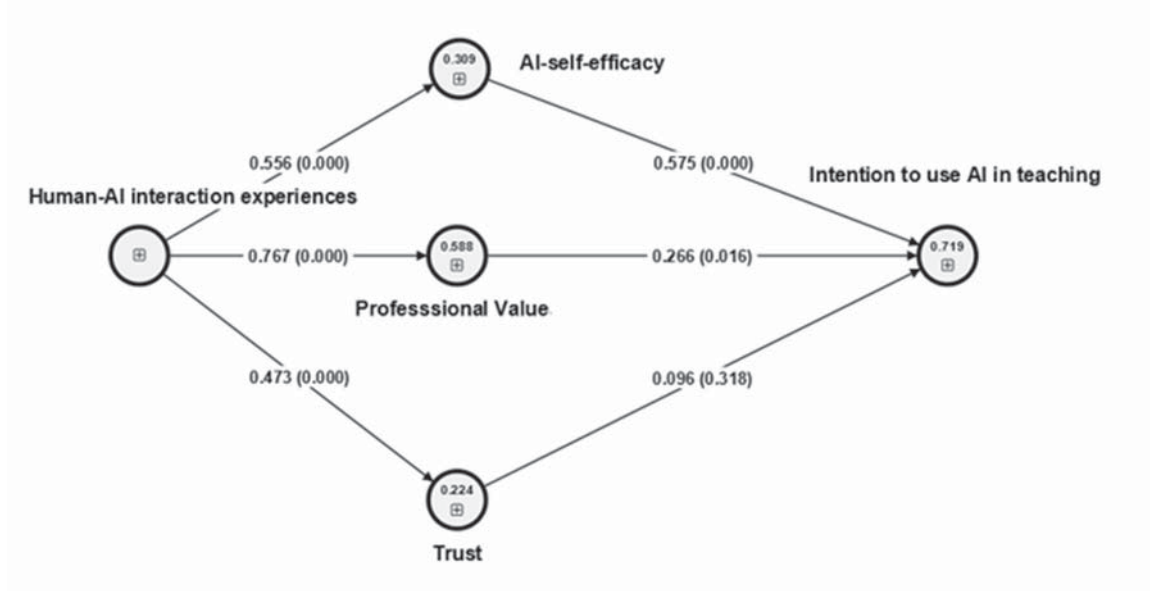 0.309
AI-self-efficacy
0.556 (0.000)
0.575 (0.000)
Intention to use AI in teaching
Human-AI interaction experiences
0.767 (0.000)
0.588
0.266 (0.016)
0.719
Professsional Value
0.473 (0.000)
0.096 (0.318)
0.224
Trust